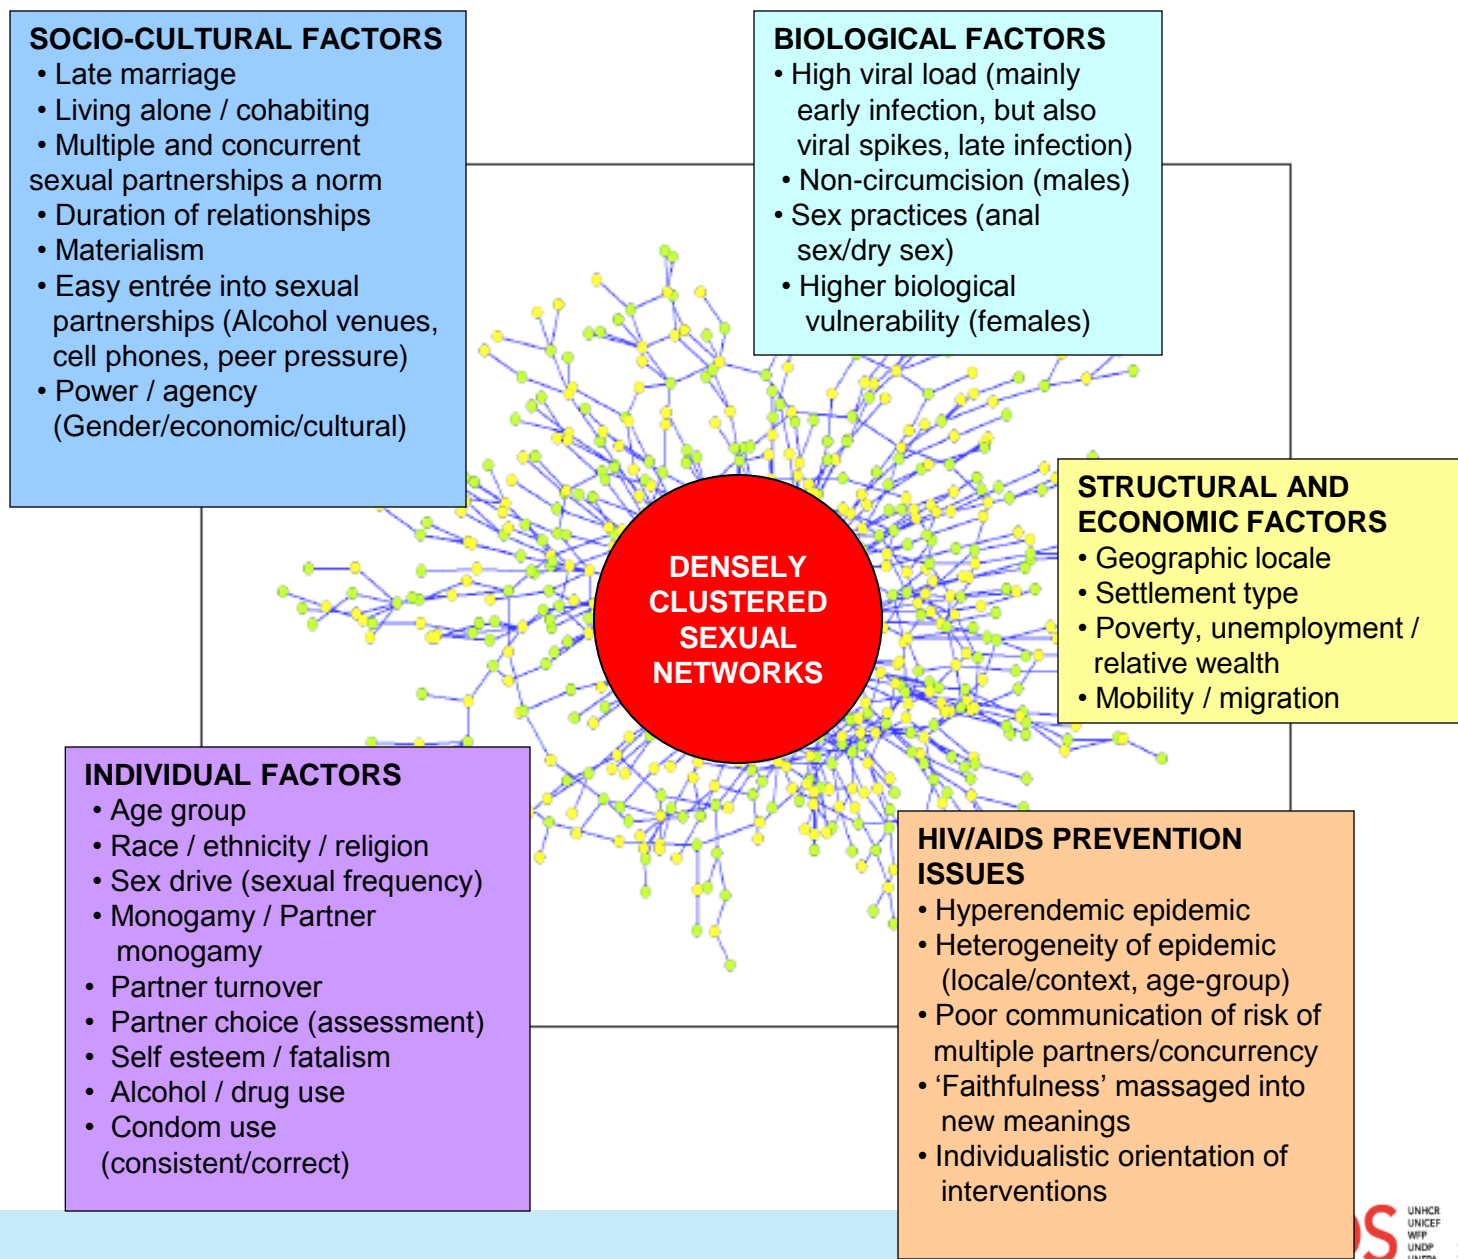 SOCIO-CULTURAL FACTORS
• Late marriage
• Living alone / cohabiting
• Multiple and concurrent
sexual partnerships a norm
• Duration of relationships
• Materialism
• Easy entrée into sexual
partnerships (Alcohol venues,
cell phones, peer pressure)
• Power / agency
(Gender/economic/cultural)
BIOLOGICAL FACTORS
• High viral load (mainly
early infection, but also
viral spikes, late infection)
• Non-circumcision (males)
• Sex practices (anal
sex/dry sex)
• Higher biological
vulnerability (females)
DENSELY
CLUSTERED
SEXUAL
NETWORKS
STRUCTURAL AND
ECONOMIC FACTORS
• Geographic locale
• Settlement type
• Poverty, unemployment /
relative wealth
• Mobility / migration
INDIVIDUAL FACTORS
• Age group
• Race / ethnicity / religion
• Sex drive (sexual frequency)
• Monogamy / Partner
monogamy
• Partner turnover
• Partner choice (assessment)
• Self esteem / fatalism
• Alcohol / drug use
• Condom use
(consistent/correct)
HIV/AIDS PREVENTION
ISSUES
• Hyperendemic epidemic
• Heterogeneity of epidemic
(locale/context, age-group)
• Poor communication of risk of
multiple partners/concurrency
• ‘Faithfulness’ massaged into
new meanings
• Individualistic orientation of
interventions
S
UNHCR
UNICEF
WFP
UNDP